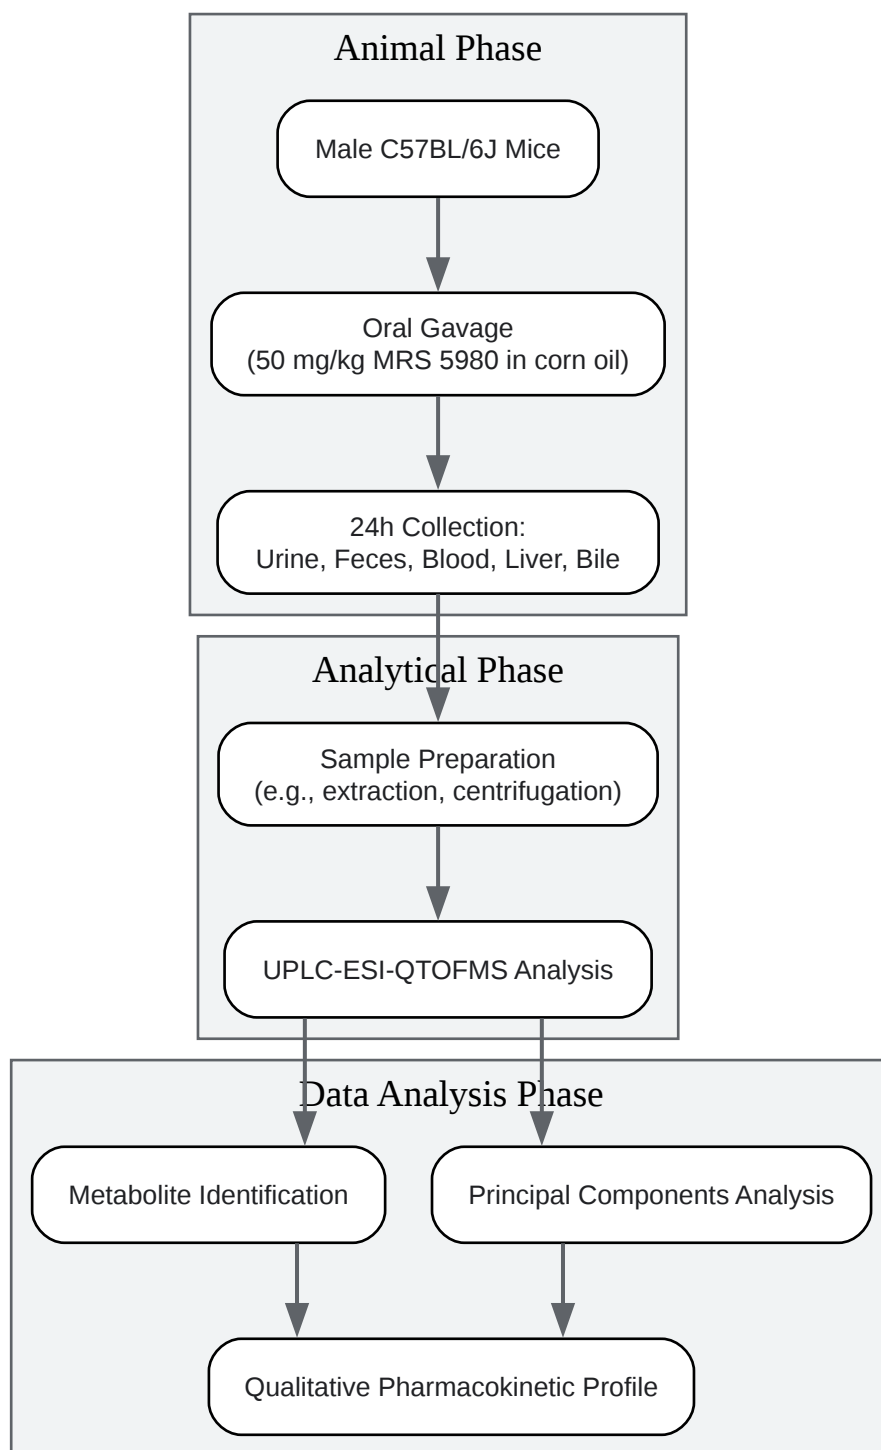 Animal Phase
Male C57BL/6J Mice
Oral Gavage
(50 mg/kg MRS 5980 in corn oil)
24h Collection:
Urine, Feces, Blood, Liver, Bile
Analytical Phase
Sample Preparation
(e.g., extraction, centrifugation)
UPLC-ESI-QTOFMS Analysis
Data Analysis Phase
Metabolite Identification
Principal Components Analysis
Qualitative Pharmacokinetic Profile